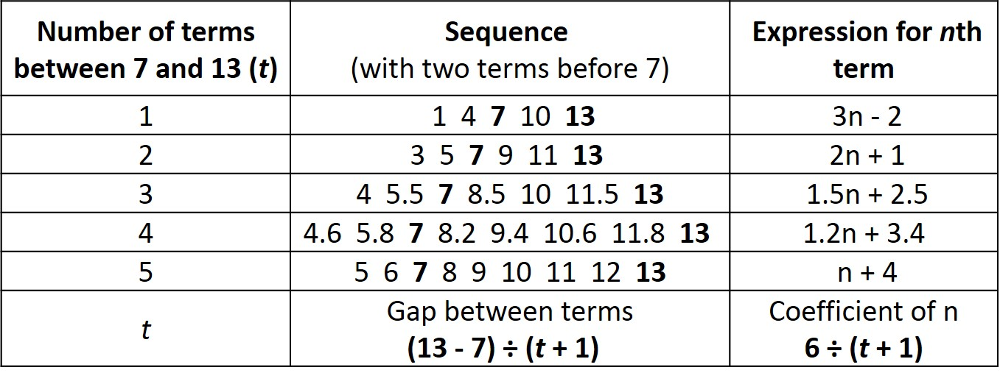 Number of terms between 7 and 13 (t)
Sequence
(with two terms before 7)
Expression for nth term
1
1 4 7 10 13
3n - 2
2
3 5 7 9 11 13
2n + 1
3
4 5.5 7 8.5 10 11.5 13
1.5n + 2.5
4
4.6 5.8 7 8.2 9.4 10.6 11.8 13
1.2n + 3.4
5
5 6 7 8 9 10 11 12 13
n + 4
t
Gap between terms
(13 - 7) ÷ (t + 1)
Coefficient of n
6 ÷ (t + 1)